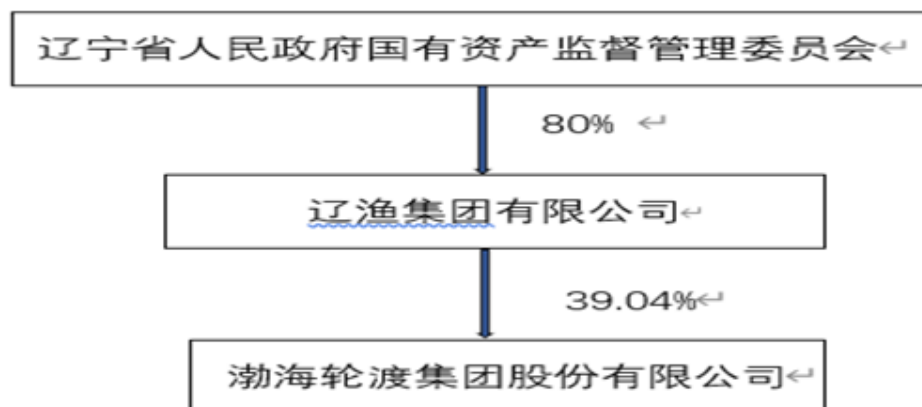 辽宁省人民政府国有资产监督管理委员会
80%
辽渔集团有限公司
39.04%
渤海轮渡集团股份有限公司